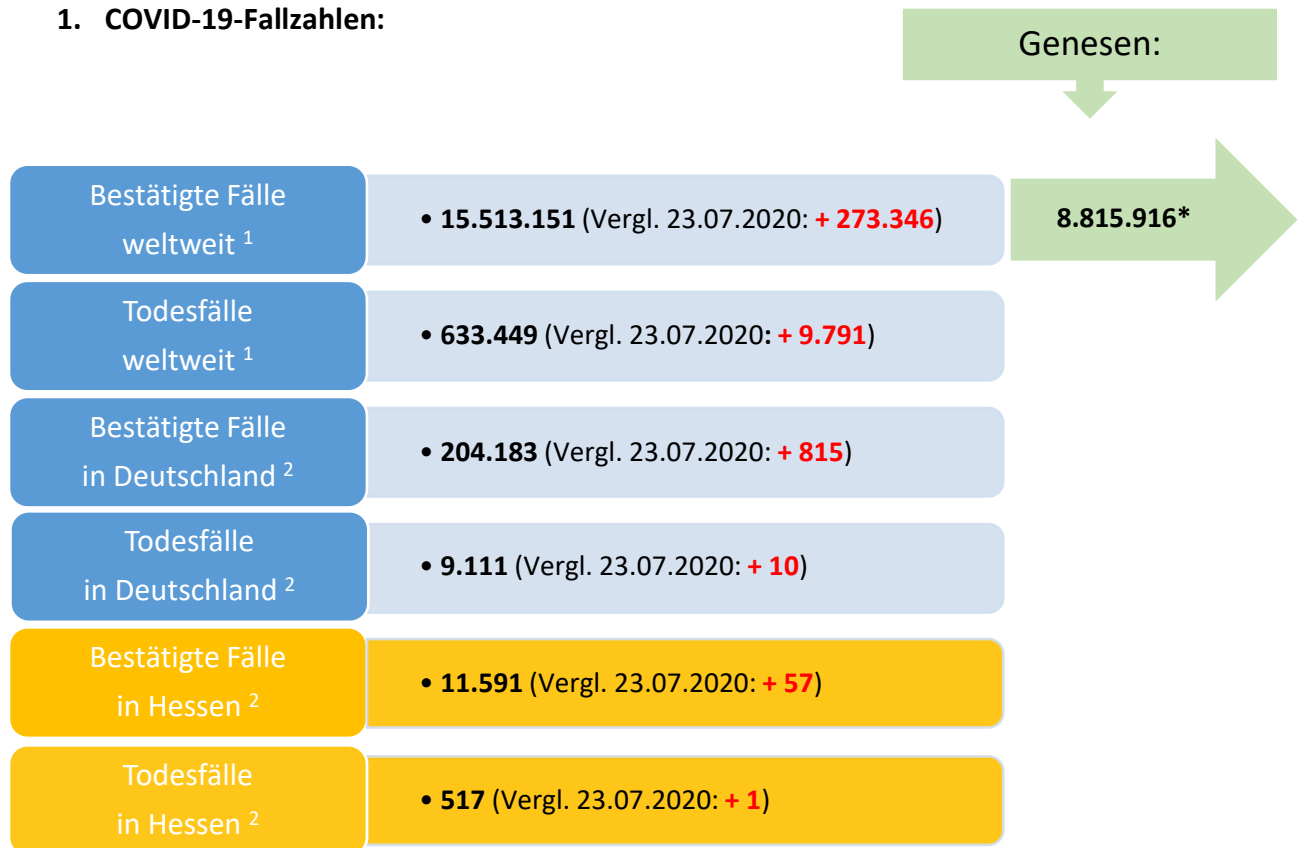 1. COVID-19-Fallzahlen:
Genesen:
Bestätigte Fälle
weltweit ¹
• 15.513.151 (Vergl. 23.07.2020: + 273.346)
8.815.916*
Todesfälle
weltweit ¹
• 633.449 (Vergl. 23.07.2020: + 9.791)
Bestätigte Fälle
in Deutschland ²
• 204.183 (Vergl. 23.07.2020: + 815)
Todesfälle
in Deutschland ²
• 9.111 (Vergl. 23.07.2020: + 10)
Bestätigte Fälle
in Hessen ²
• 11.591 (Vergl. 23.07.2020: + 57)
Todesfälle
in Hessen ²
• 517 (Vergl. 23.07.2020: + 1)